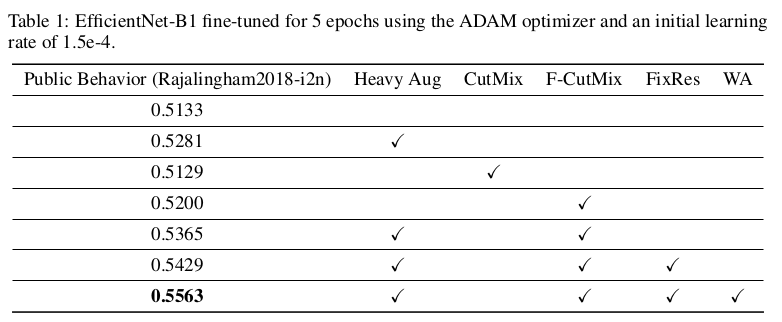 Table 1: EfficientNet-B1 fine-tuned for 5 epochs using the ADAM optimizer and an initial learning
rate of 1.5e-4.
Public Behavior (Rajalingham2018-i2n) Heavy Aug CutMix F-CutMix FixRes WA
0.5133
0.5281 ✓
0.5129 ✓
0.5200 ✓
0.5365 ✓ ✓
0.5429 ✓ ✓ ✓
0.5563 ✓ ✓ ✓ ✓